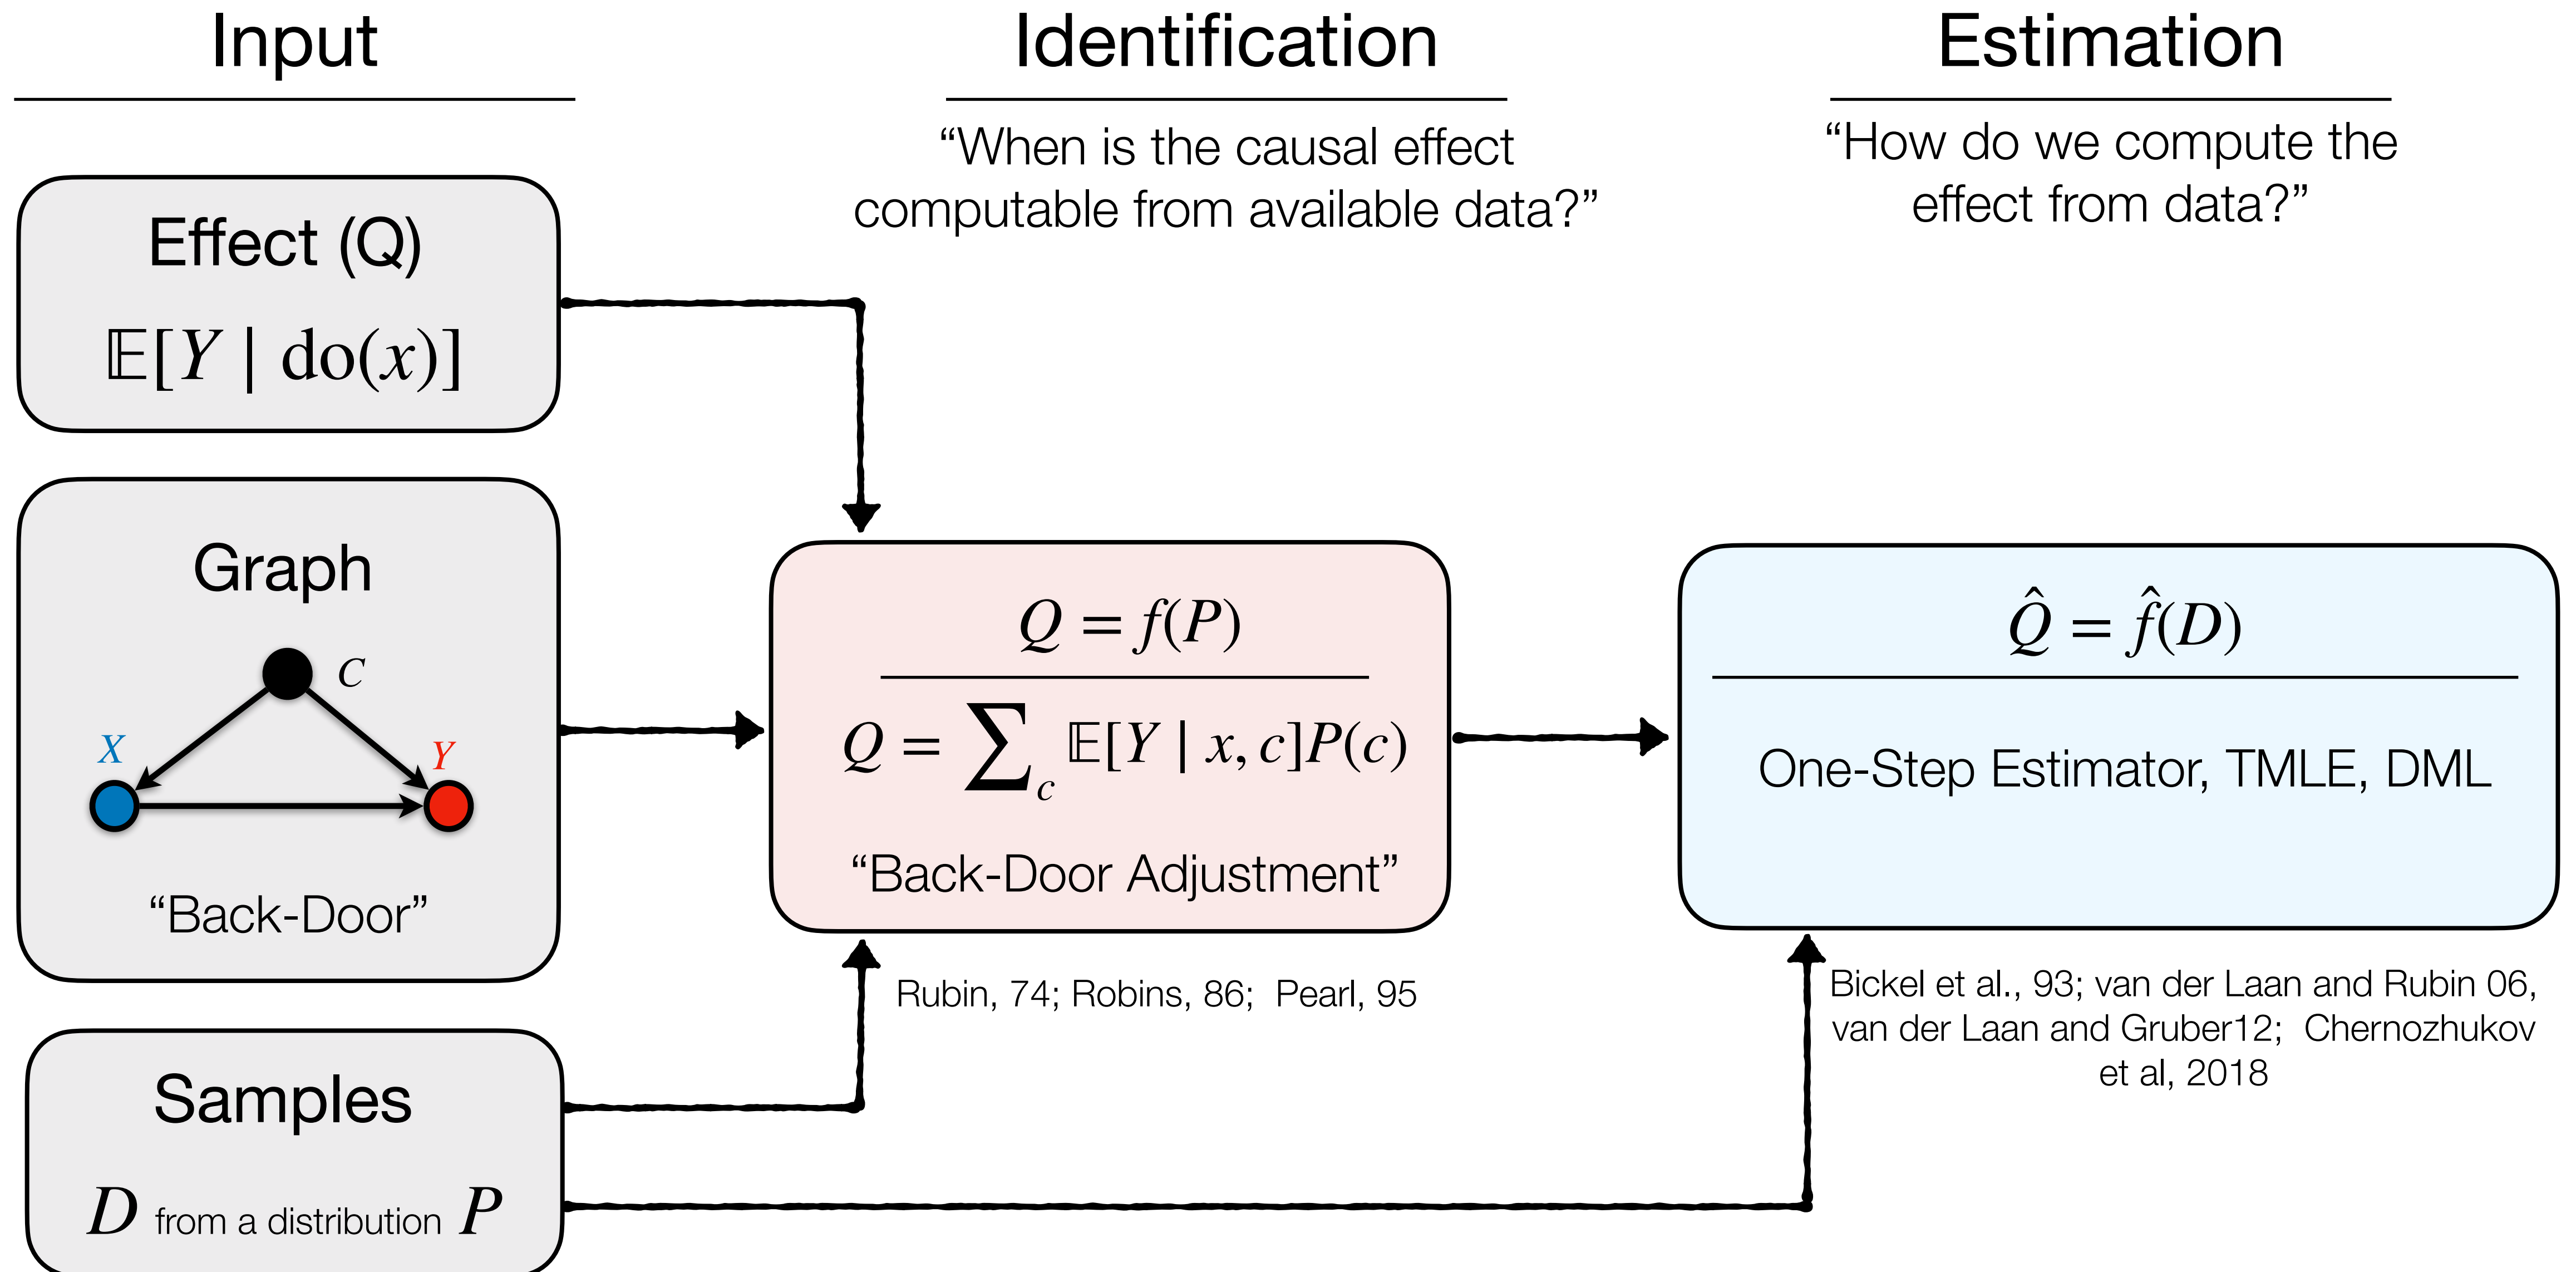 Input
Effect (Q)
𝔼[Y | do(x)]
Graph
C
X
Y
“Back-Door”
Samples
D from a distribution P
Identification
“When is the causal effect
computable from available data?”
Q = f(P)
Q = ∑_c 𝔼[Y | x, c]P(c)
“Back-Door Adjustment”
Rubin, 74; Robins, 86;  Pearl, 95
Estimation
“How do we compute the
effect from data?”
Q̂ = f̂(D)
One-Step Estimator, TMLE, DML
Bickel et al., 93; van der Laan and Rubin 06,
van der Laan and Gruber12;  Chernozhukov
et al, 2018